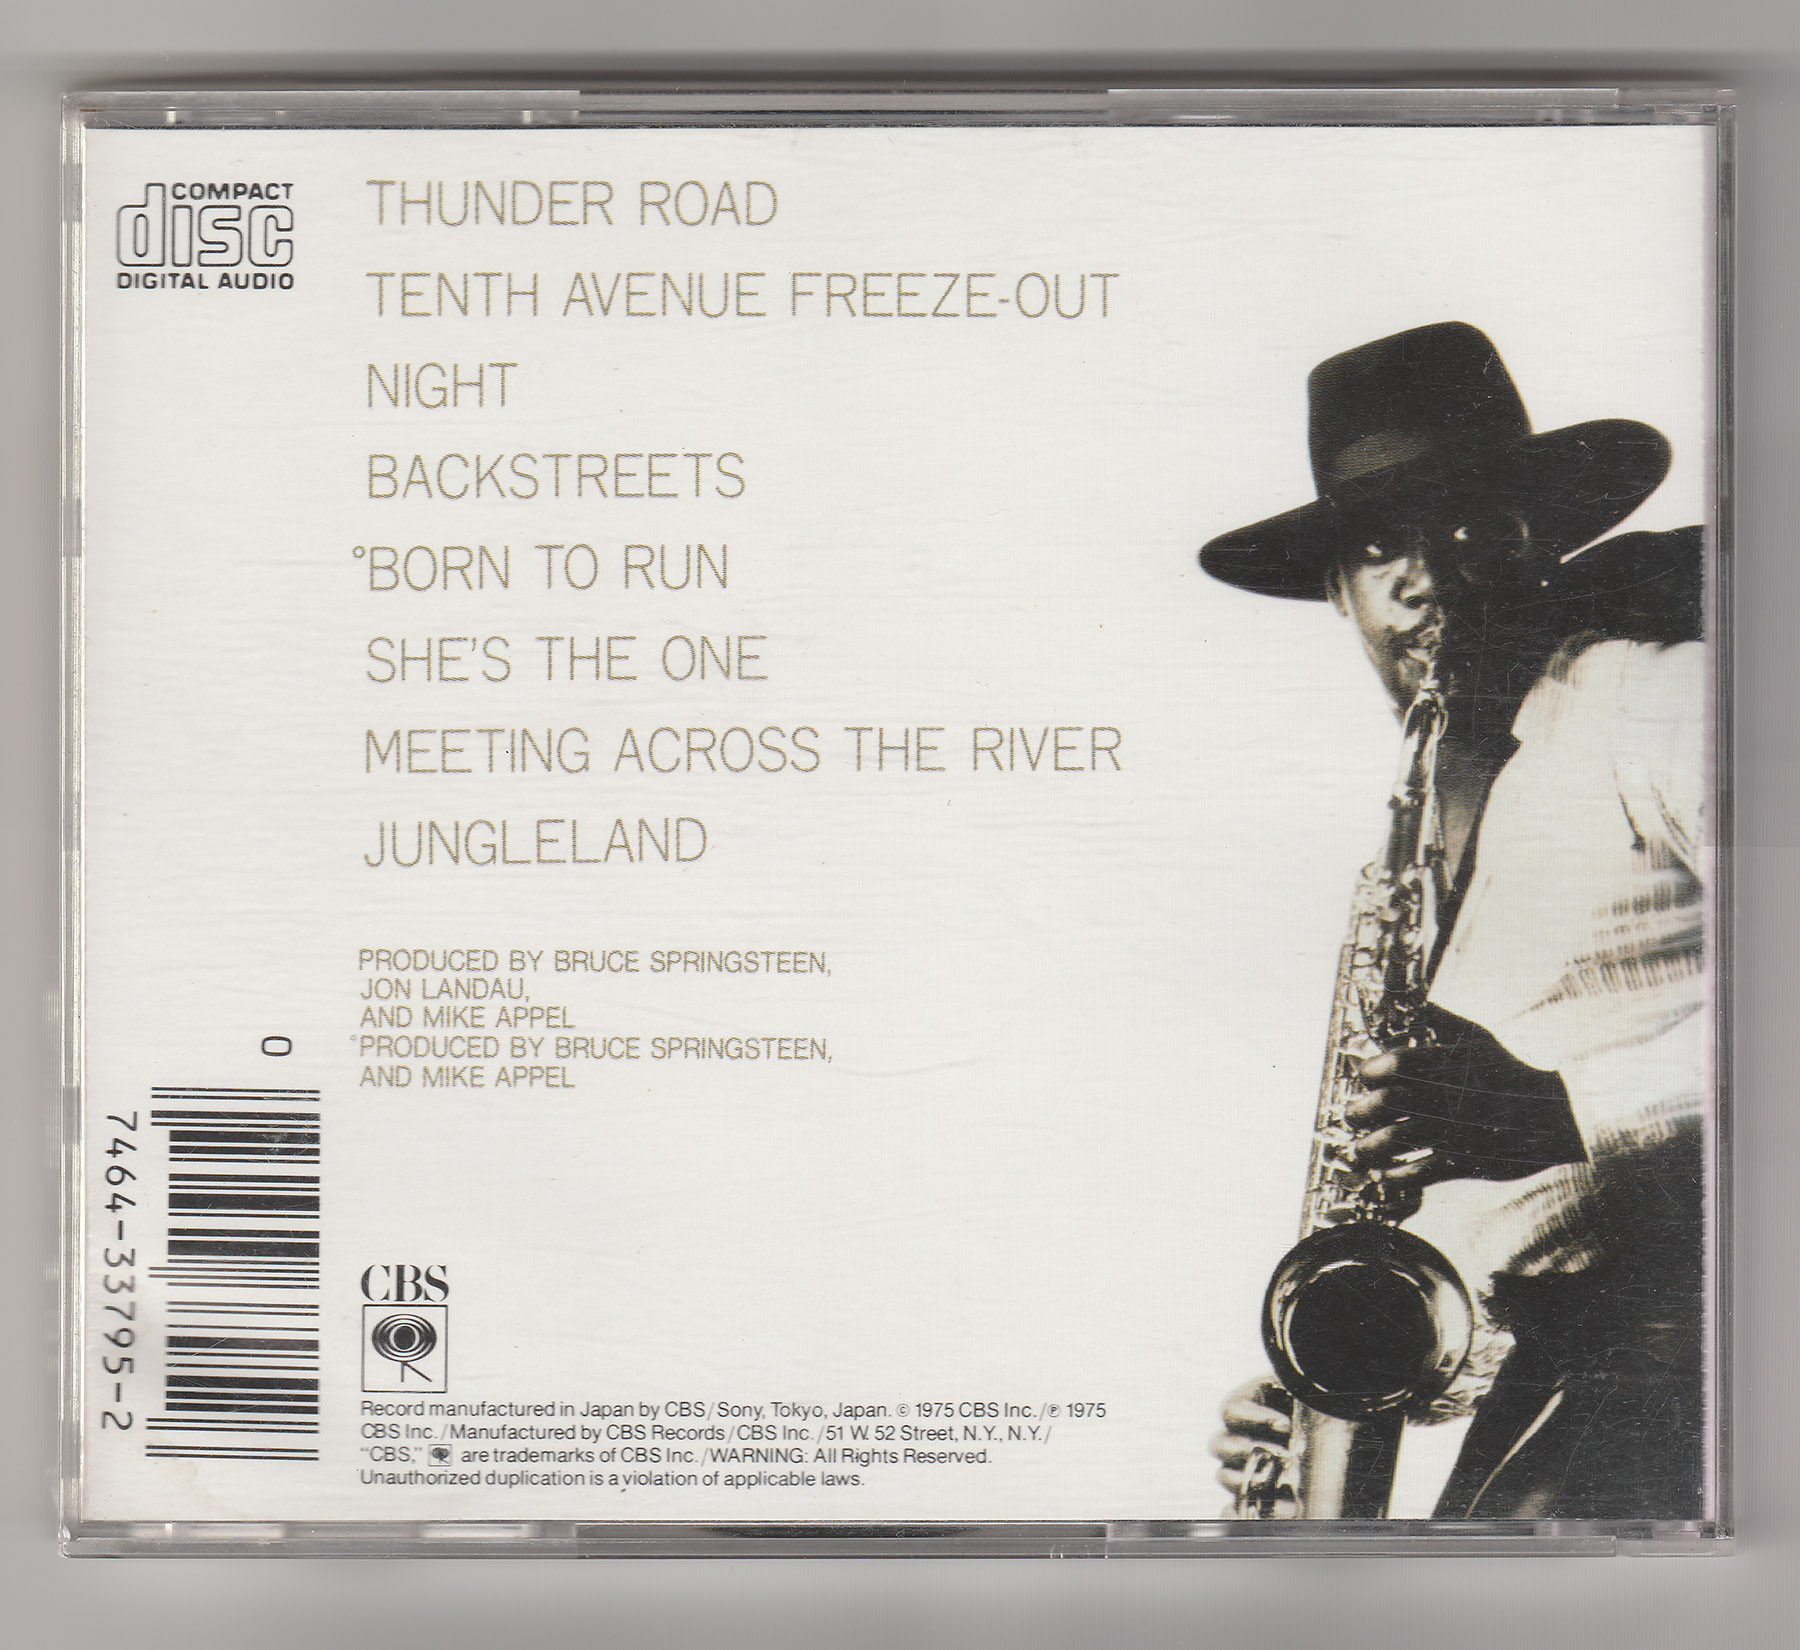 COMPACT
disc
DIGITAL AUDIO
THUNDER ROAD
TENTH AVENUE FREEZE-OUT
NIGHT
BACKSTREETS
°BORN TO RUN
SHE'S THE ONE
MEETING ACROSS THE RIVER
JUNGLELAND
PRODUCED BY BRUCE SPRINGSTEEN,
JON LANDAU,
AND MIKE APPEL
°PRODUCED BY BRUCE SPRINGSTEEN,
AND MIKE APPEL
0
7464-33795-2
CBS
Record manufactured in Japan by CBS/Sony, Tokyo, Japan. © 1975 CBS Inc./℗ 1975
CBS Inc./Manufactured by CBS Records/CBS Inc./51 W. 52 Street, N.Y., N.Y./
"CBS," are trademarks of CBS Inc./WARNING: All Rights Reserved.
Unauthorized duplication is a violation of applicable laws.